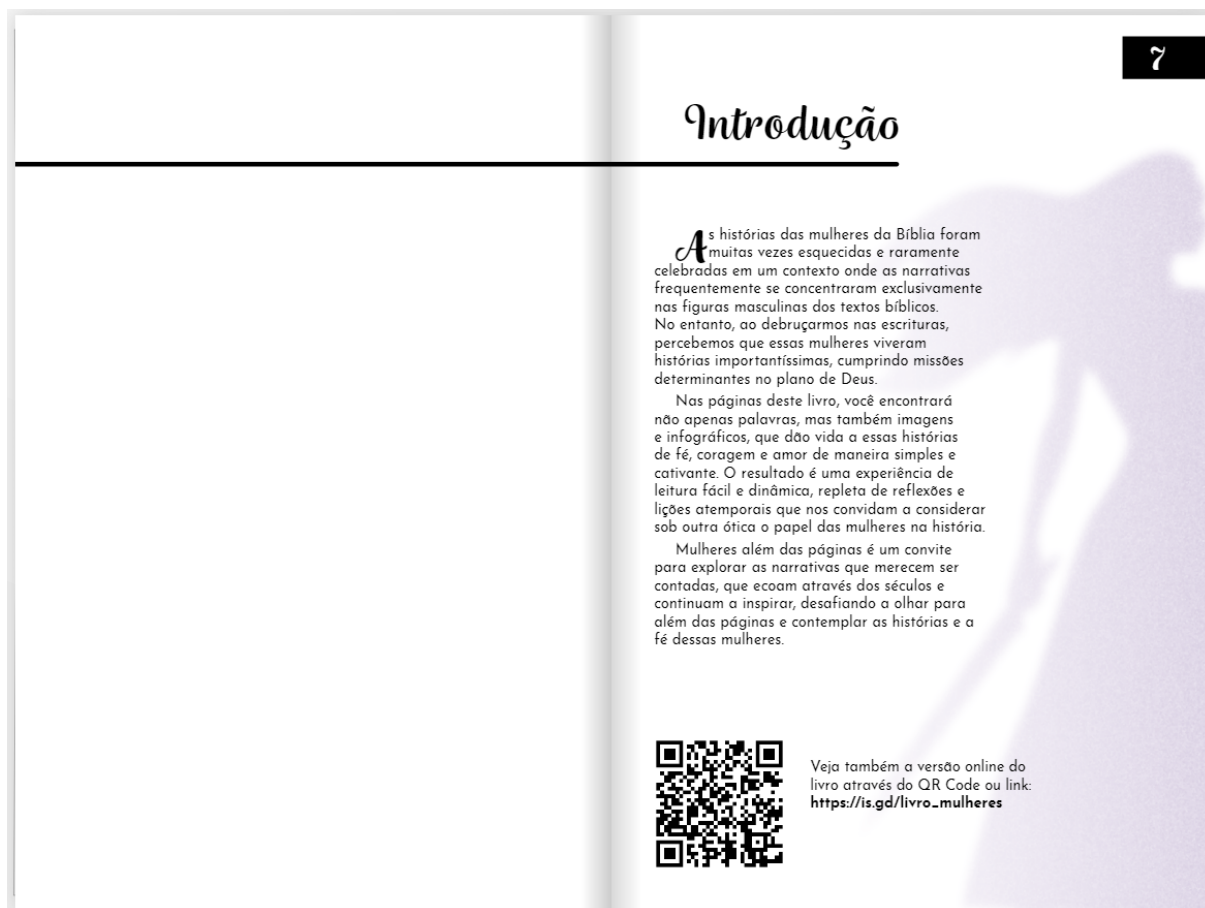 7
Introdução
As histórias das mulheres da Bíblia foram
muitas vezes esquecidas e raramente
celebradas em um contexto onde as narrativas
frequentemente se concentraram exclusivamente
nas figuras masculinas dos textos bíblicos.
No entanto, ao debruçarmos nas escrituras,
percebemos que essas mulheres viveram
histórias importantíssimas, cumprindo missões
determinantes no plano de Deus.
Nas páginas deste livro, você encontrará
não apenas palavras, mas também imagens
e infográficos, que dão vida a essas histórias
de fé, coragem e amor de maneira simples e
cativante. O resultado é uma experiência de
leitura fácil e dinâmica, repleta de reflexões e
lições atemporais que nos convidam a considerar
sob outra ótica o papel das mulheres na história.
Mulheres além das páginas é um convite
para explorar as narrativas que merecem ser
contadas, que ecoam através dos séculos e
continuam a inspirar, desafiando a olhar para
além das páginas e contemplar as histórias e a
fé dessas mulheres.
Veja também a versão online do
livro através do QR Code ou link:
https://is.gd/livro_mulheres